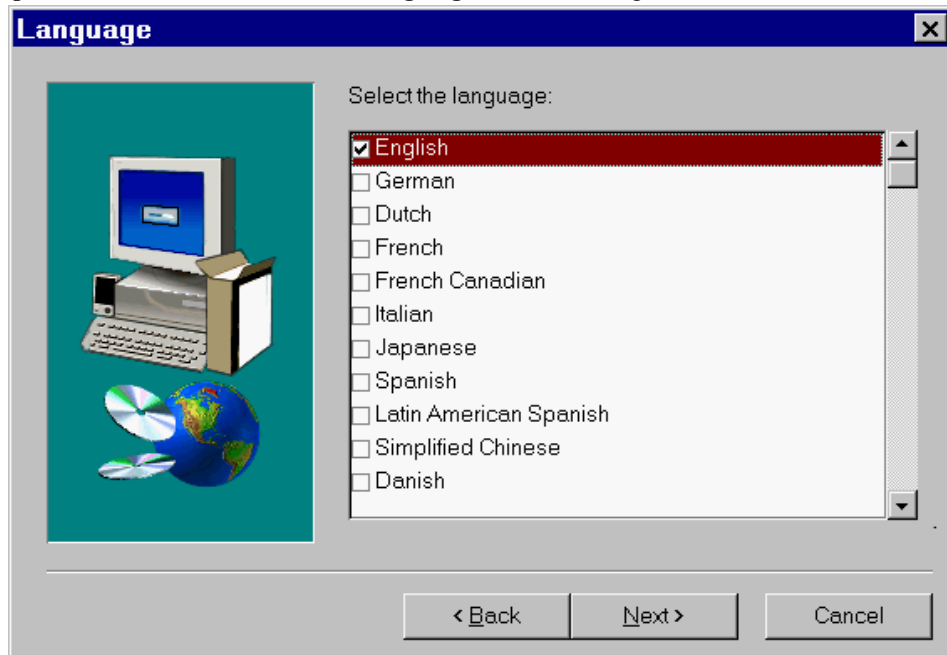 Language
Select the language:
English
German
Dutch
French
French Canadian
Italian
Japanese
Spanish
Latin American Spanish
Simplified Chinese
Danish
< Back
Next >
Cancel